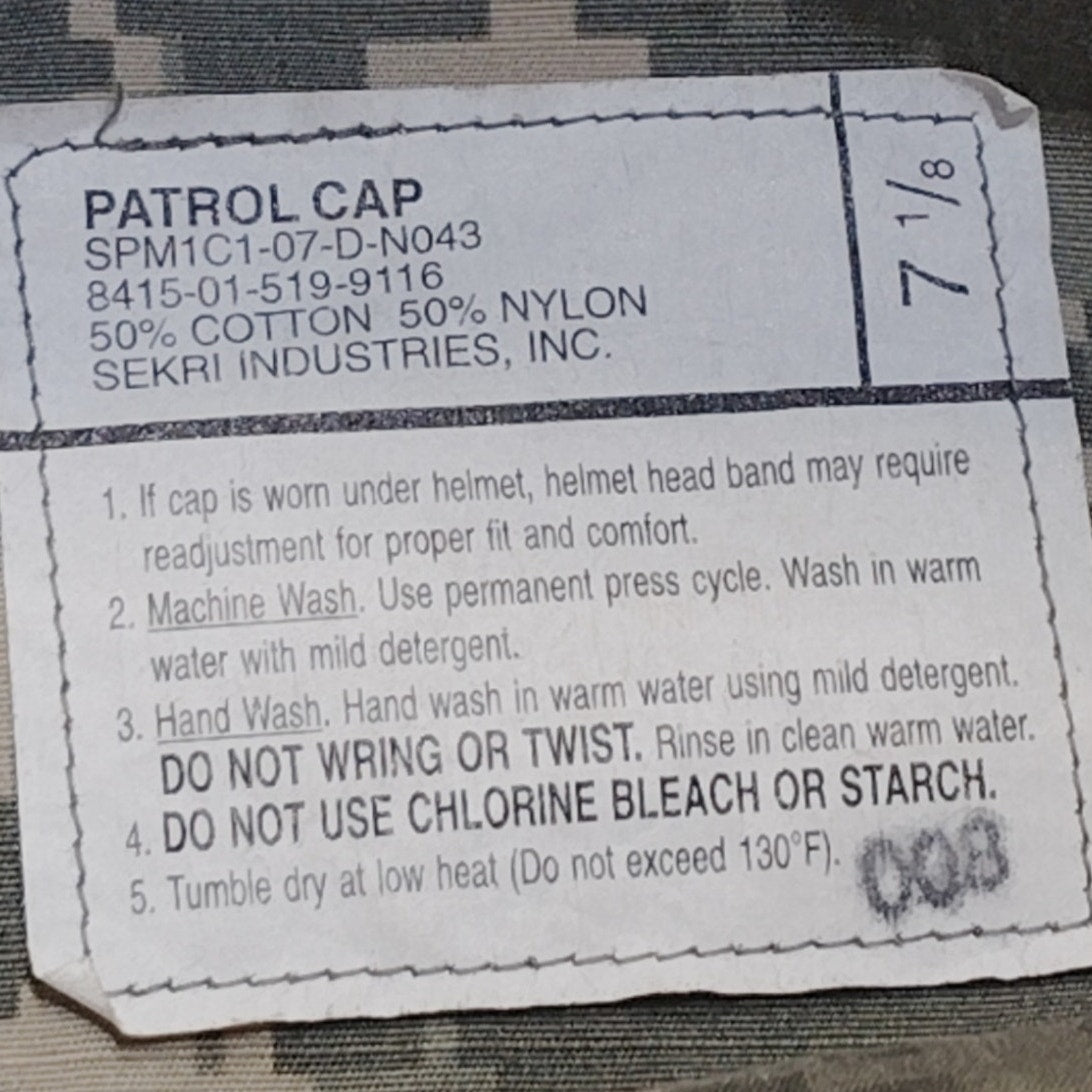 PATROL CAP
SPM1C1-07-D-N043
8415-01-519-9116
50% COTTON 50% NYLON
SEKRI INDUSTRIES, INC.
7 1/8
1. If cap is worn under helmet, helmet head band may require
readjustment for proper fit and comfort.
2. Machine Wash. Use permanent press cycle. Wash in warm
water with mild detergent.
3. Hand Wash. Hand wash in warm water using mild detergent.
DO NOT WRING OR TWIST. Rinse in clean warm water.
4. DO NOT USE CHLORINE BLEACH OR STARCH.
5. Tumble dry at low heat (Do not exceed 130°F).